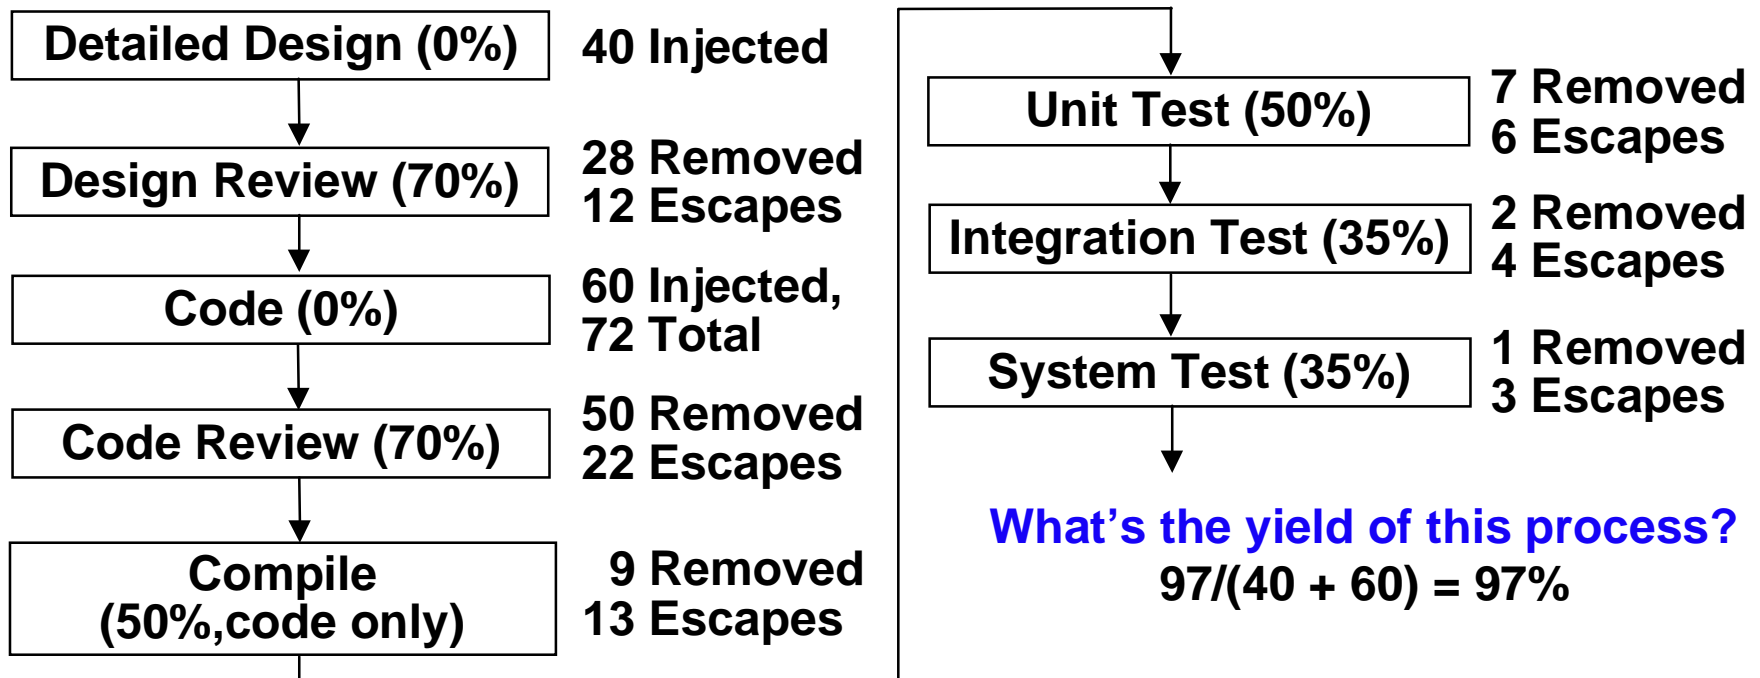 Detailed Design (0%)
40 Injected
Design Review (70%)
28 Removed
12 Escapes
Code (0%)
60 Injected,
72 Total
Code Review (70%)
50 Removed
22 Escapes
Compile
(50%,code only)
9 Removed
13 Escapes
Unit Test (50%)
7 Removed
6 Escapes
Integration Test (35%)
2 Removed
4 Escapes
System Test (35%)
1 Removed
3 Escapes
What’s the yield of this process?
97/(40 + 60) = 97%